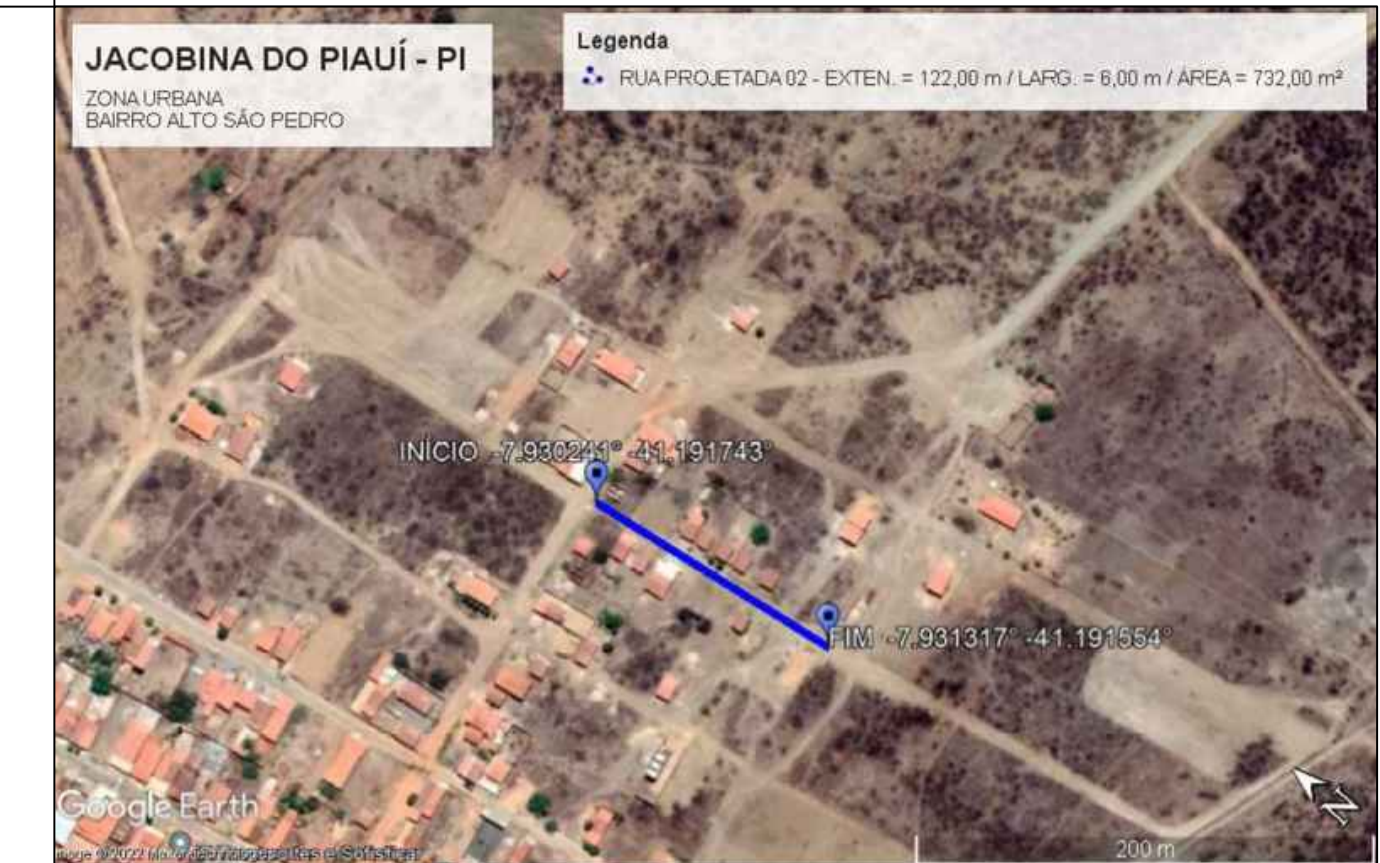 JACOBINA DO PIAUÍ - PI
ZONA URBANA
BAIRRO ALTO SÃO PEDRO
Legenda
RUA PROJETADA 02 - EXTEN. = 122,00 m / LARG. = 6,00 m / ÁREA = 732,00 m²
INÍCIO -7.930241° -41.191743°
FIM -7.931317° -41.191554°
Google Earth
200 m
N